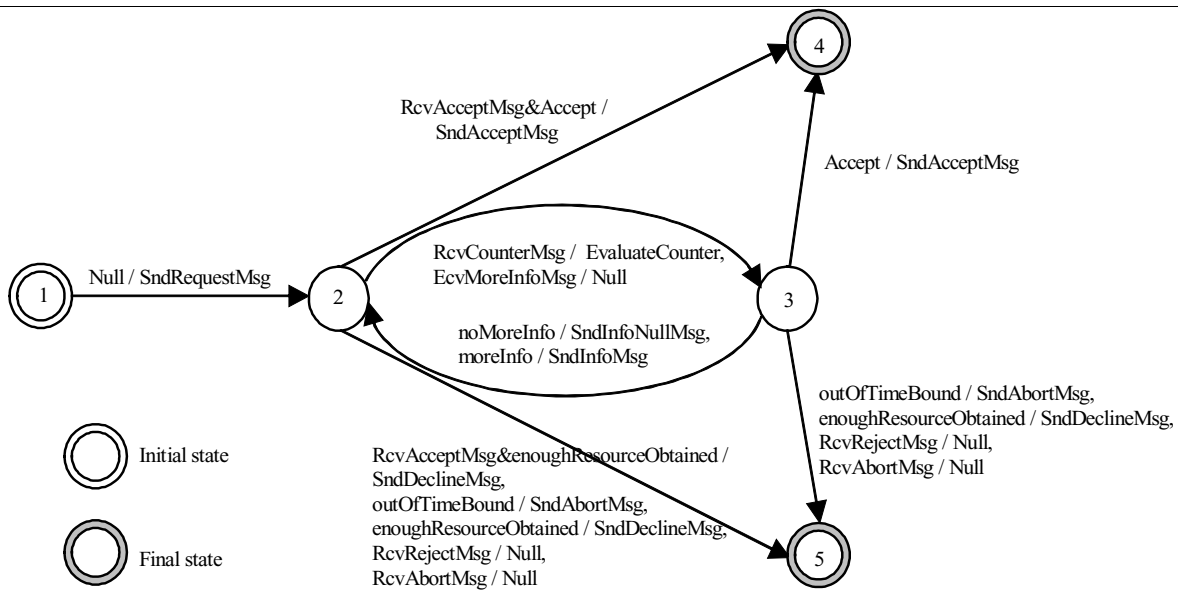 4
RcvAcceptMsg&Accept /
SndAcceptMsg
Accept / SndAcceptMsg
Null / SndRequestMsg
1
2
RcvCounterMsg / EvaluateCounter,
EcvMoreInfoMsg / Null
3
noMoreInfo / SndInfoNullMsg,
moreInfo / SndInfoMsg
outOfTimeBound / SndAbortMsg,
enoughResourceObtained / SndDeclineMsg,
RcvRejectMsg / Null,
RcvAbortMsg / Null
Initial state
RcvAcceptMsg&enoughResourceObtained /
SndDeclineMsg,
outOfTimeBound / SndAbortMsg,
enoughResourceObtained / SndDeclineMsg,
RcvRejectMsg / Null,
RcvAbortMsg / Null
Final state
5